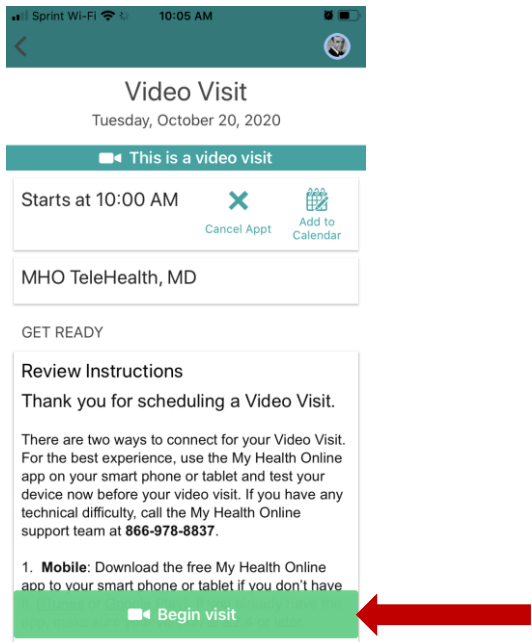 Sprint Wi-Fi 10:05 AM
Video Visit
Tuesday, October 20, 2020
This is a video visit
Starts at 10:00 AM
Cancel Appt
Add to
Calendar
MHO TeleHealth, MD
GET READY
Review Instructions
Thank you for scheduling a Video Visit.
There are two ways to connect for your Video Visit.
For the best experience, use the My Health Online
app on your smart phone or tablet and test your
device now before your video visit. If you have any
technical difficulty, call the My Health Online
support team at 866-978-8837.
1. Mobile: Download the free My Health Online
app to your smart phone or tablet if you don't have
Begin visit